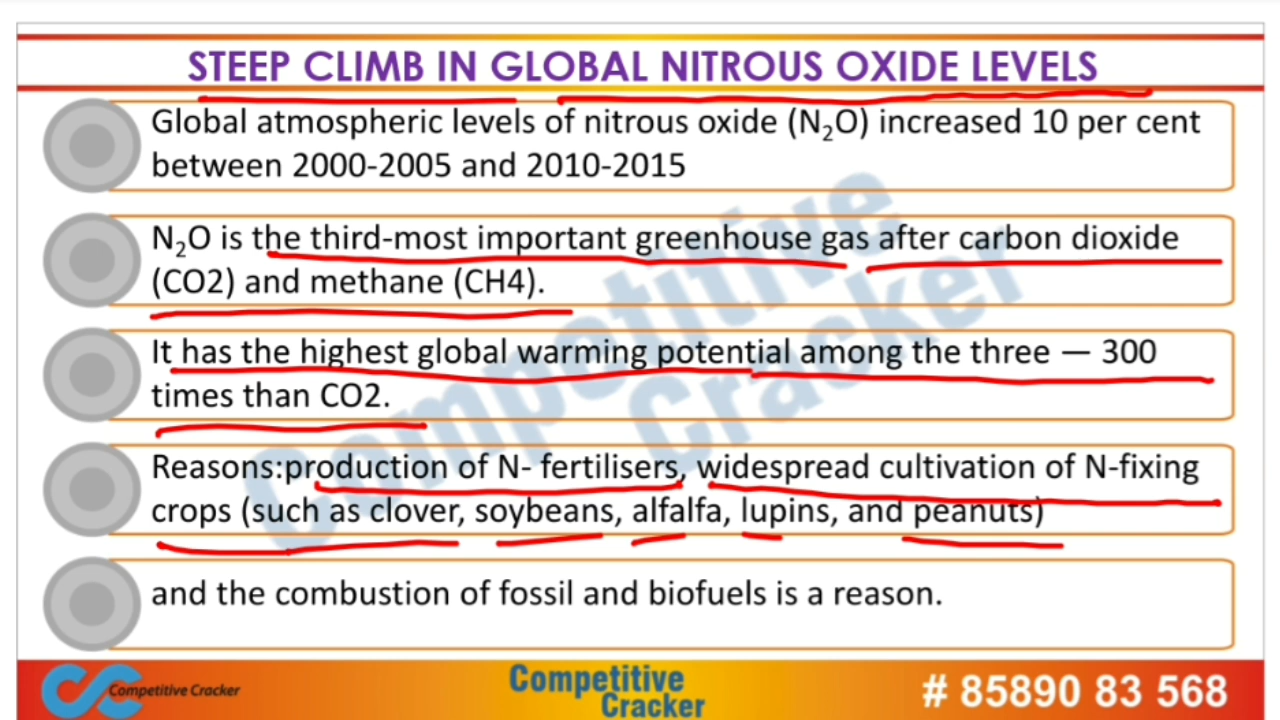 STEEP CLIMB IN GLOBAL NITROUS OXIDE LEVELS
Global atmospheric levels of nitrous oxide (N₂O) increased 10 per cent
between 2000-2005 and 2010-2015
N₂O is the third-most important greenhouse gas after carbon dioxide
(CO2) and methane (CH4).
It has the highest global warming potential among the three — 300
times than CO2.
Reasons:production of N- fertilisers, widespread cultivation of N-fixing
crops (such as clover, soybeans, alfalfa, lupins, and peanuts)
and the combustion of fossil and biofuels is a reason.
Competitive
Cracker
Competitive Cracker
Competitive
Cracker
# 85890 83 568